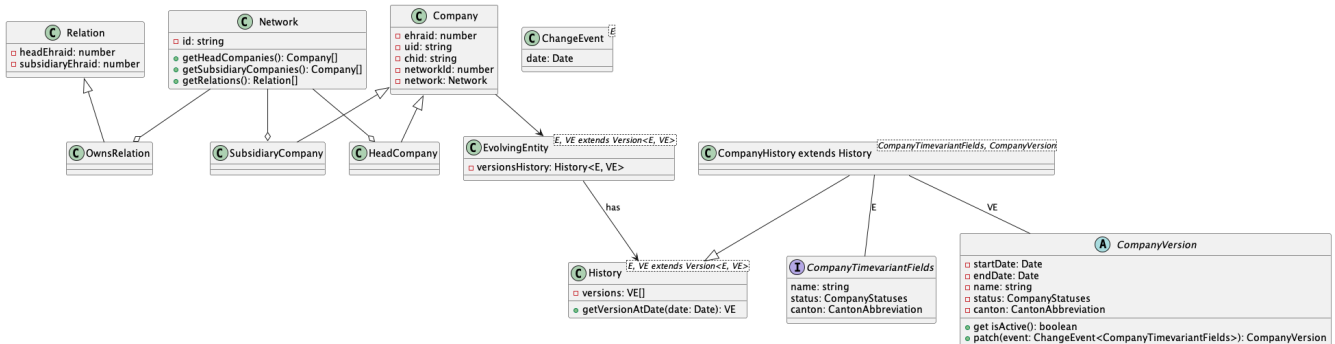 C Relation
headEhraid: number
subsidiaryEhraid: number
C Network
id: string
getHeadCompanies(): Company[]
getSubsidiaryCompanies(): Company[]
getRelations(): Relation[]
C Company
ehraid: number
uid: string
chid: string
networkId: number
network: Network
C ChangeEvent E
date: Date
C OwnsRelation
C SubsidiaryCompany
C HeadCompany
C EvolvingEntity E, VE extends Version<E, VE>
versionsHistory: History<E, VE>
C CompanyHistory extends History CompanyTimevariantFields, CompanyVersion
has
E
VE
C History E, VE extends Version<E, VE>
versions: VE[]
getVersionAtDate(date: Date): VE
I CompanyTimevariantFields
name: string
status: CompanyStatuses
canton: CantonAbbreviation
A CompanyVersion
startDate: Date
endDate: Date
name: string
status: CompanyStatuses
canton: CantonAbbreviation
get isActive(): boolean
patch(event: ChangeEvent<CompanyTimevariantFields>): CompanyVersion